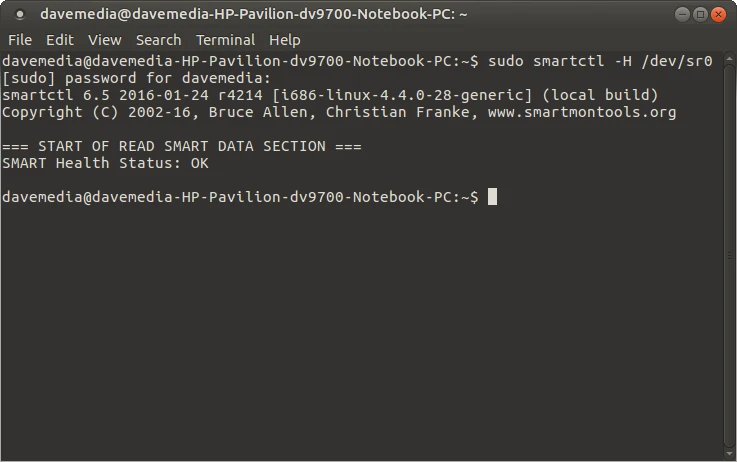 davemedia@davemedia-HP-Pavilion-dv9700-Notebook-PC: ~
File Edit View Search Terminal Help
davemedia@davemedia-HP-Pavilion-dv9700-Notebook-PC:~$ sudo smartctl -H /dev/sr0
[sudo] password for davemedia:
smartctl 6.5 2016-01-24 r4214 [i686-linux-4.4.0-28-generic] (local build)
Copyright (C) 2002-16, Bruce Allen, Christian Franke, www.smartmontools.org
=== START OF READ SMART DATA SECTION ===
SMART Health Status: OK
davemedia@davemedia-HP-Pavilion-dv9700-Notebook-PC:~$